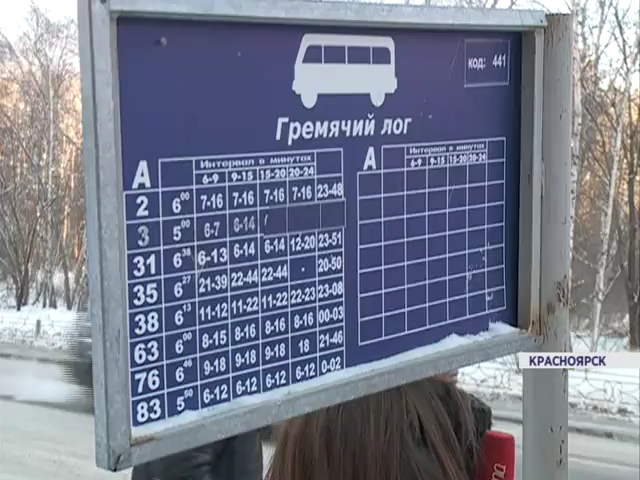 код: 441
Гремячий лог
А Интервал в минутах
6-9 9-15 15-20 20-24
2 6⁰⁰ 7-16 7-16 7-16 7-16 23-48
3 5⁰⁰ 6-7 6-14
31 6³⁸ 6-13 6-14 6-14 12-20 23-51
35 6²⁷ 21-39 22-44 22-44 - 20-50
38 6¹³ 11-12 11-22 11-22 22-23 23-08
63 6⁰⁰ 8-15 8-16 8-16 8-16 00-03
76 6⁴⁶ 9-18 9-18 9-18 18 21-46
83 5⁵⁰ 6-12 6-12 6-12 6-12 0-02
А Интервал в минутах
6-9 9-15 15-20 20-24
КРАСНОЯРСК